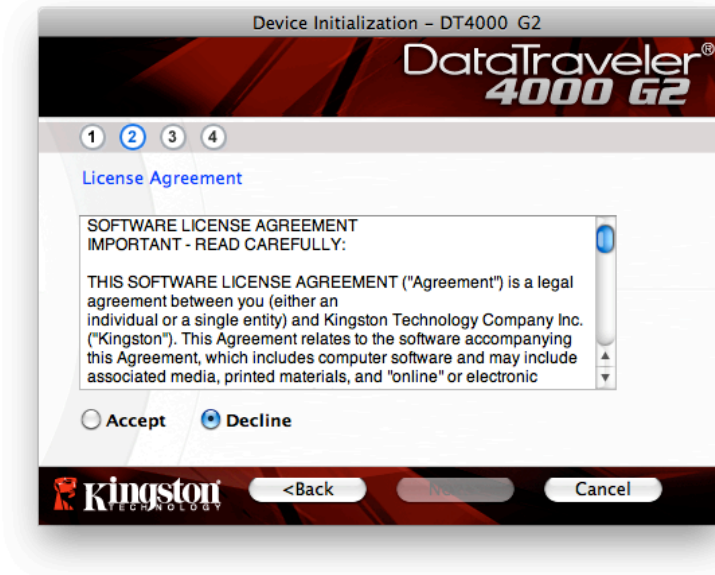 Device Initialization – DT4000 G2
DataTraveler®
4000 G2
1 2 3 4
License Agreement
SOFTWARE LICENSE AGREEMENT
IMPORTANT - READ CAREFULLY:
THIS SOFTWARE LICENSE AGREEMENT ("Agreement") is a legal
agreement between you (either an
individual or a single entity) and Kingston Technology Company Inc.
("Kingston"). This Agreement relates to the software accompanying
this Agreement, which includes computer software and may include
associated media, printed materials, and "online" or electronic
Accept Decline
Kingston <Back Cancel
TECHNOLOGY